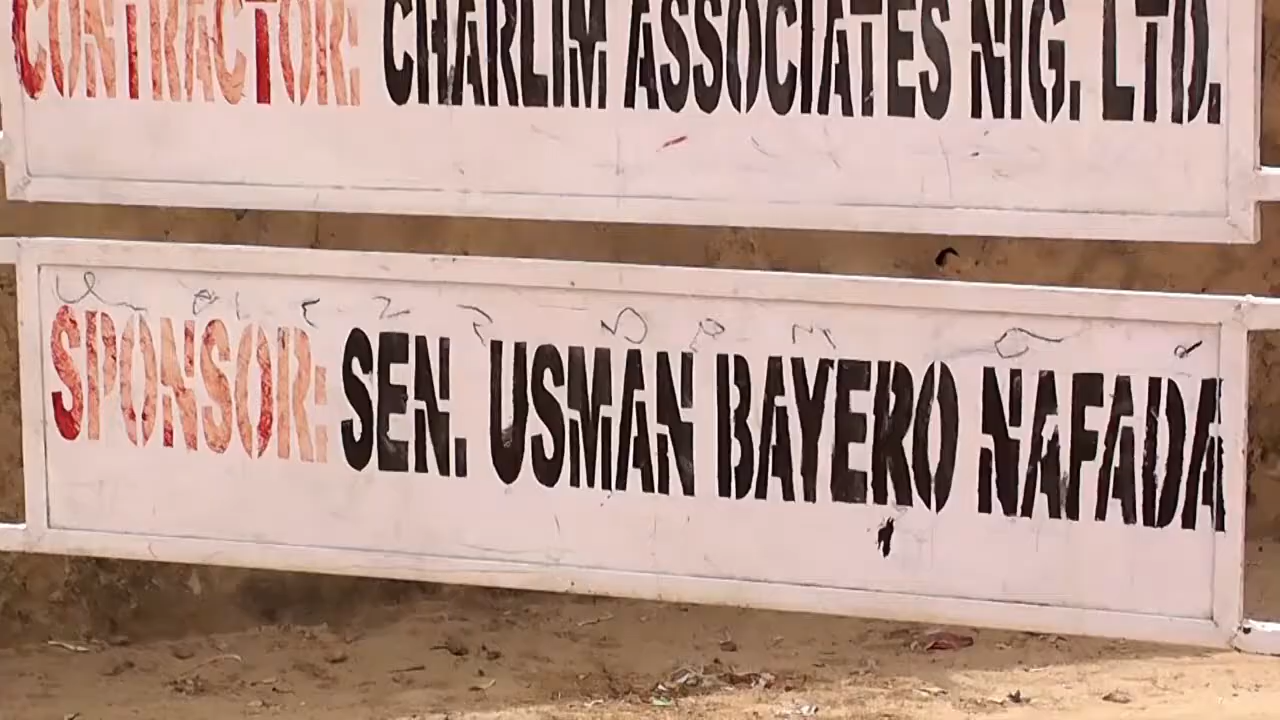 CONTRACTOR: CHARLIM ASSOCIATES NIG. LTD.
SPONSOR: SEN. USMAN BAYERO NAFADA